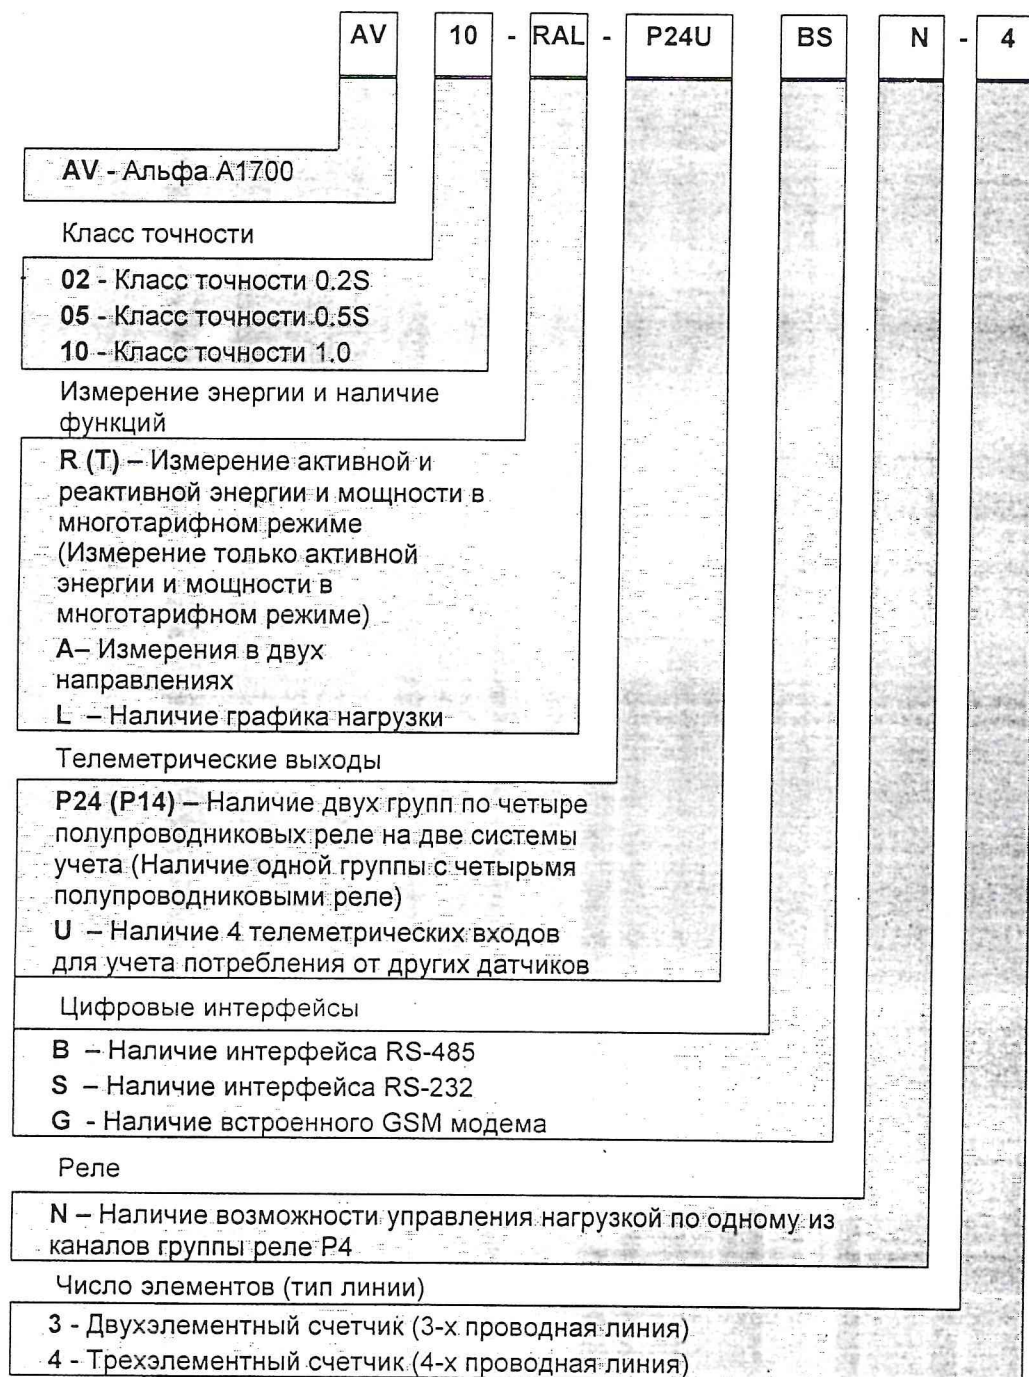 AV 10 - RAL - P24U BS N - 4
AV - Альфа А1700
Класс точности
02 - Класс точности 0.2S
05 - Класс точности 0.5S
10 - Класс точности 1.0
Измерение энергии и наличие
функций
R (T) – Измерение активной и
реактивной энергии и мощности в
многотарифном режиме
(Измерение только активной
энергии и мощности в
многотарифном режиме)
А– Измерения в двух
направлениях
L – Наличие графика нагрузки
Телеметрические выходы
P24 (P14) – Наличие двух групп по четыре
полупроводниковых реле на две системы
учета (Наличие одной группы с четырьмя
полупроводниковыми реле)
U – Наличие 4 телеметрических входов
для учета потребления от других датчиков
Цифровые интерфейсы
B – Наличие интерфейса RS-485
S – Наличие интерфейса RS-232
G - Наличие встроенного GSM модема
Реле
N – Наличие возможности управления нагрузкой по одному из
каналов группы реле Р4
Число элементов (тип линии)
3 - Двухэлементный счетчик (3-х проводная линия)
4 - Трехэлементный счетчик (4-х проводная линия)